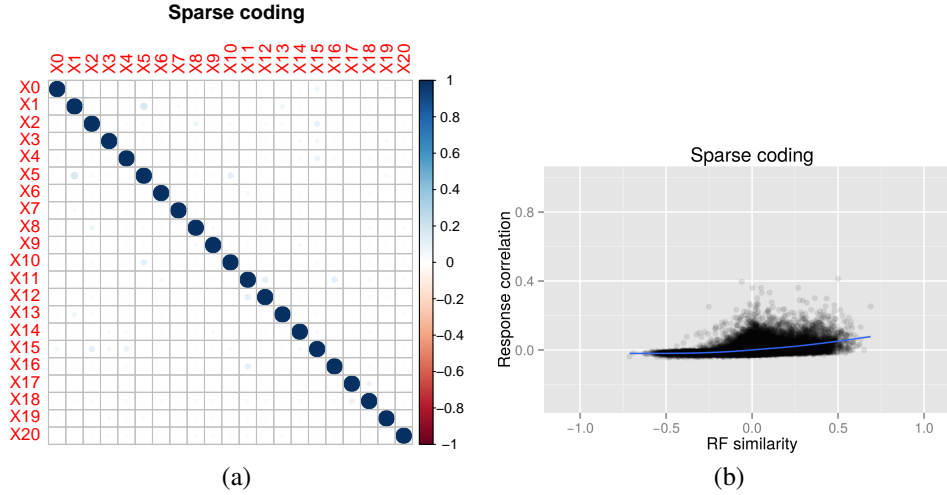 Sparse coding
X0 X1 X2 X3 X4 X5 X6 X7 X8 X9 X10 X11 X12 X13 X14 X15 X16 X17 X18 X19 X20
X0
X1
X2
X3
X4
X5
X6
X7
X8
X9
X10
X11
X12
X13
X14
X15
X16
X17
X18
X19
X20
1
0.8
0.6
0.4
0.2
0
−0.2
−0.4
−0.6
−0.8
−1
(a)
Sparse coding
Response correlation
0.8
0.4
0.0
−1.0 −0.5 0.0 0.5 1.0
RF similarity
(b)